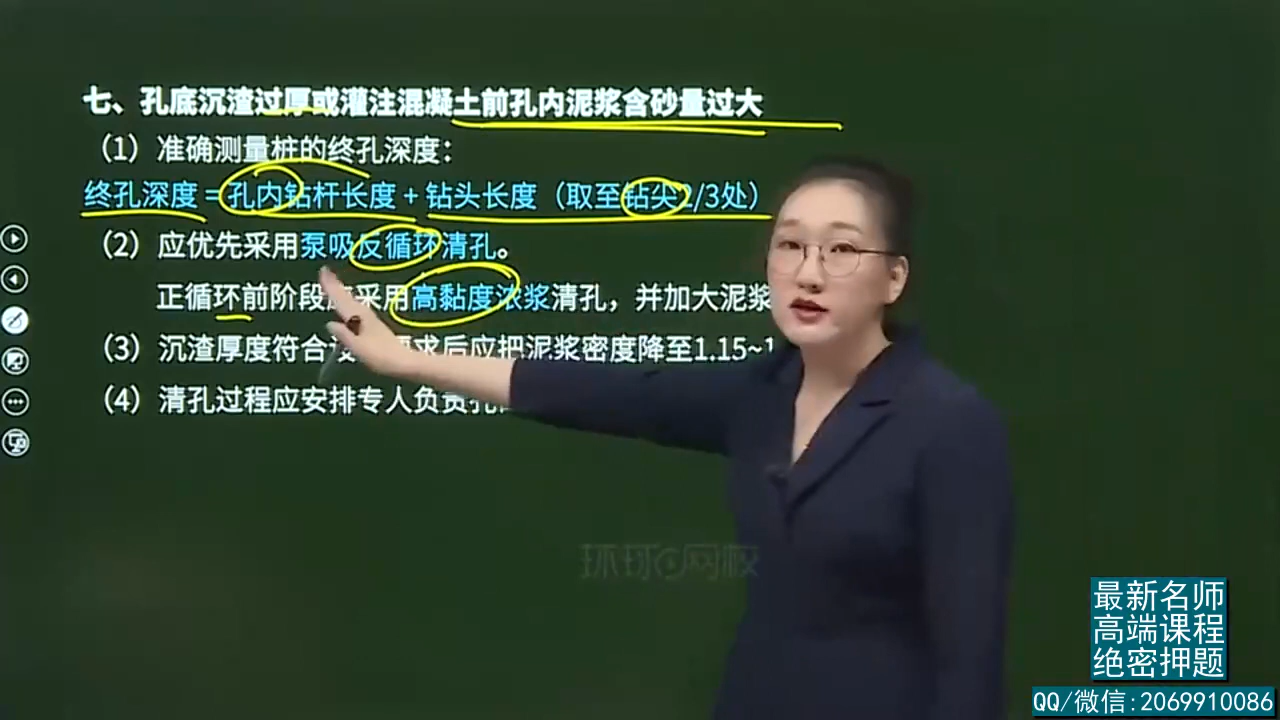 七、孔底沉渣过厚或灌注混凝土前孔内泥浆含砂量过大
（1）准确测量桩的终孔深度：
终孔深度 = 孔内钻杆长度 + 钻头长度（取至钻尖2/3处）
（2）应优先采用泵吸反循环清孔。
正循环前阶段应采用高黏度浓浆清孔，并加大泥浆
（3）沉渣厚度符合设计要求后应把泥浆密度降至1.15~1
（4）清孔过程应安排专人负责孔
环球网校
最新名师
高端课程
绝密押题
QQ/微信:2069910086